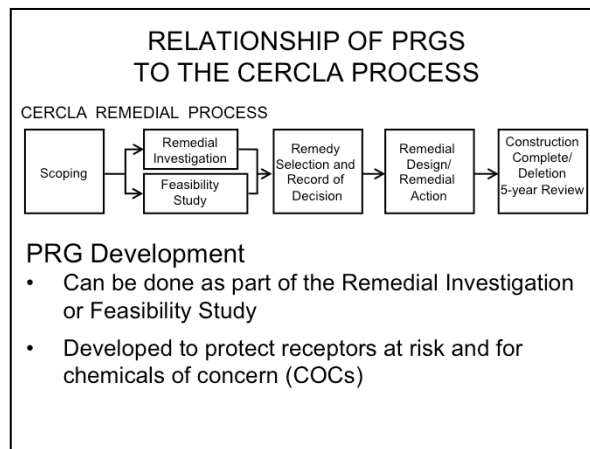 RELATIONSHIP OF PRGS
TO THE CERCLA PROCESS
CERCLA REMEDIAL PROCESS
Scoping
Remedial
Investigation
Feasibility
Study
Remedy
Selection and
Record of
Decision
Remedial
Design/
Remedial
Action
Construction
Complete/
Deletion
5-year Review
PRG Development
• Can be done as part of the Remedial Investigation
or Feasibility Study
• Developed to protect receptors at risk and for
chemicals of concern (COCs)